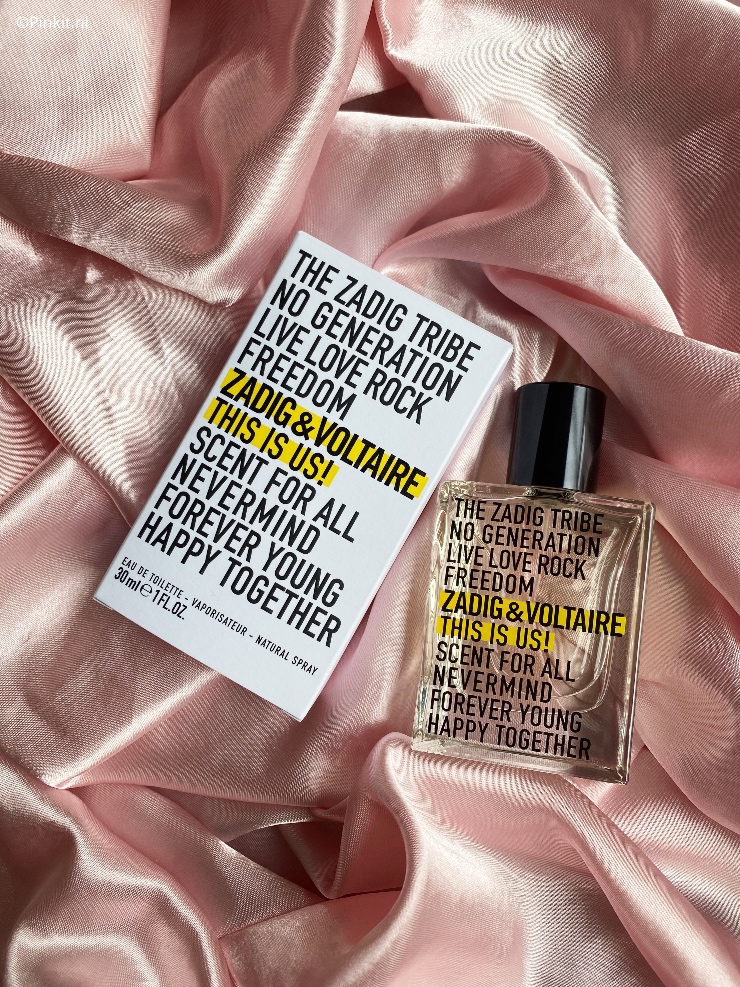 ©Pinkit.nl
THE ZADIG TRIBE
NO GENERATION
LIVE LOVE ROCK
FREEDOM
ZADIG&VOLTAIRE
THIS IS US!
SCENT FOR ALL
NEVERMIND
FOREVER YOUNG
HAPPY TOGETHER
EAU DE TOILETTE - VAPORISATEUR - NATURAL SPRAY
30ml℮1FL.OZ.
THE ZADIG TRIBE
NO GENERATION
LIVE LOVE ROCK
FREEDOM
ZADIG&VOLTAIRE
THIS IS US!
SCENT FOR ALL
NEVERMIND
FOREVER YOUNG
HAPPY TOGETHER